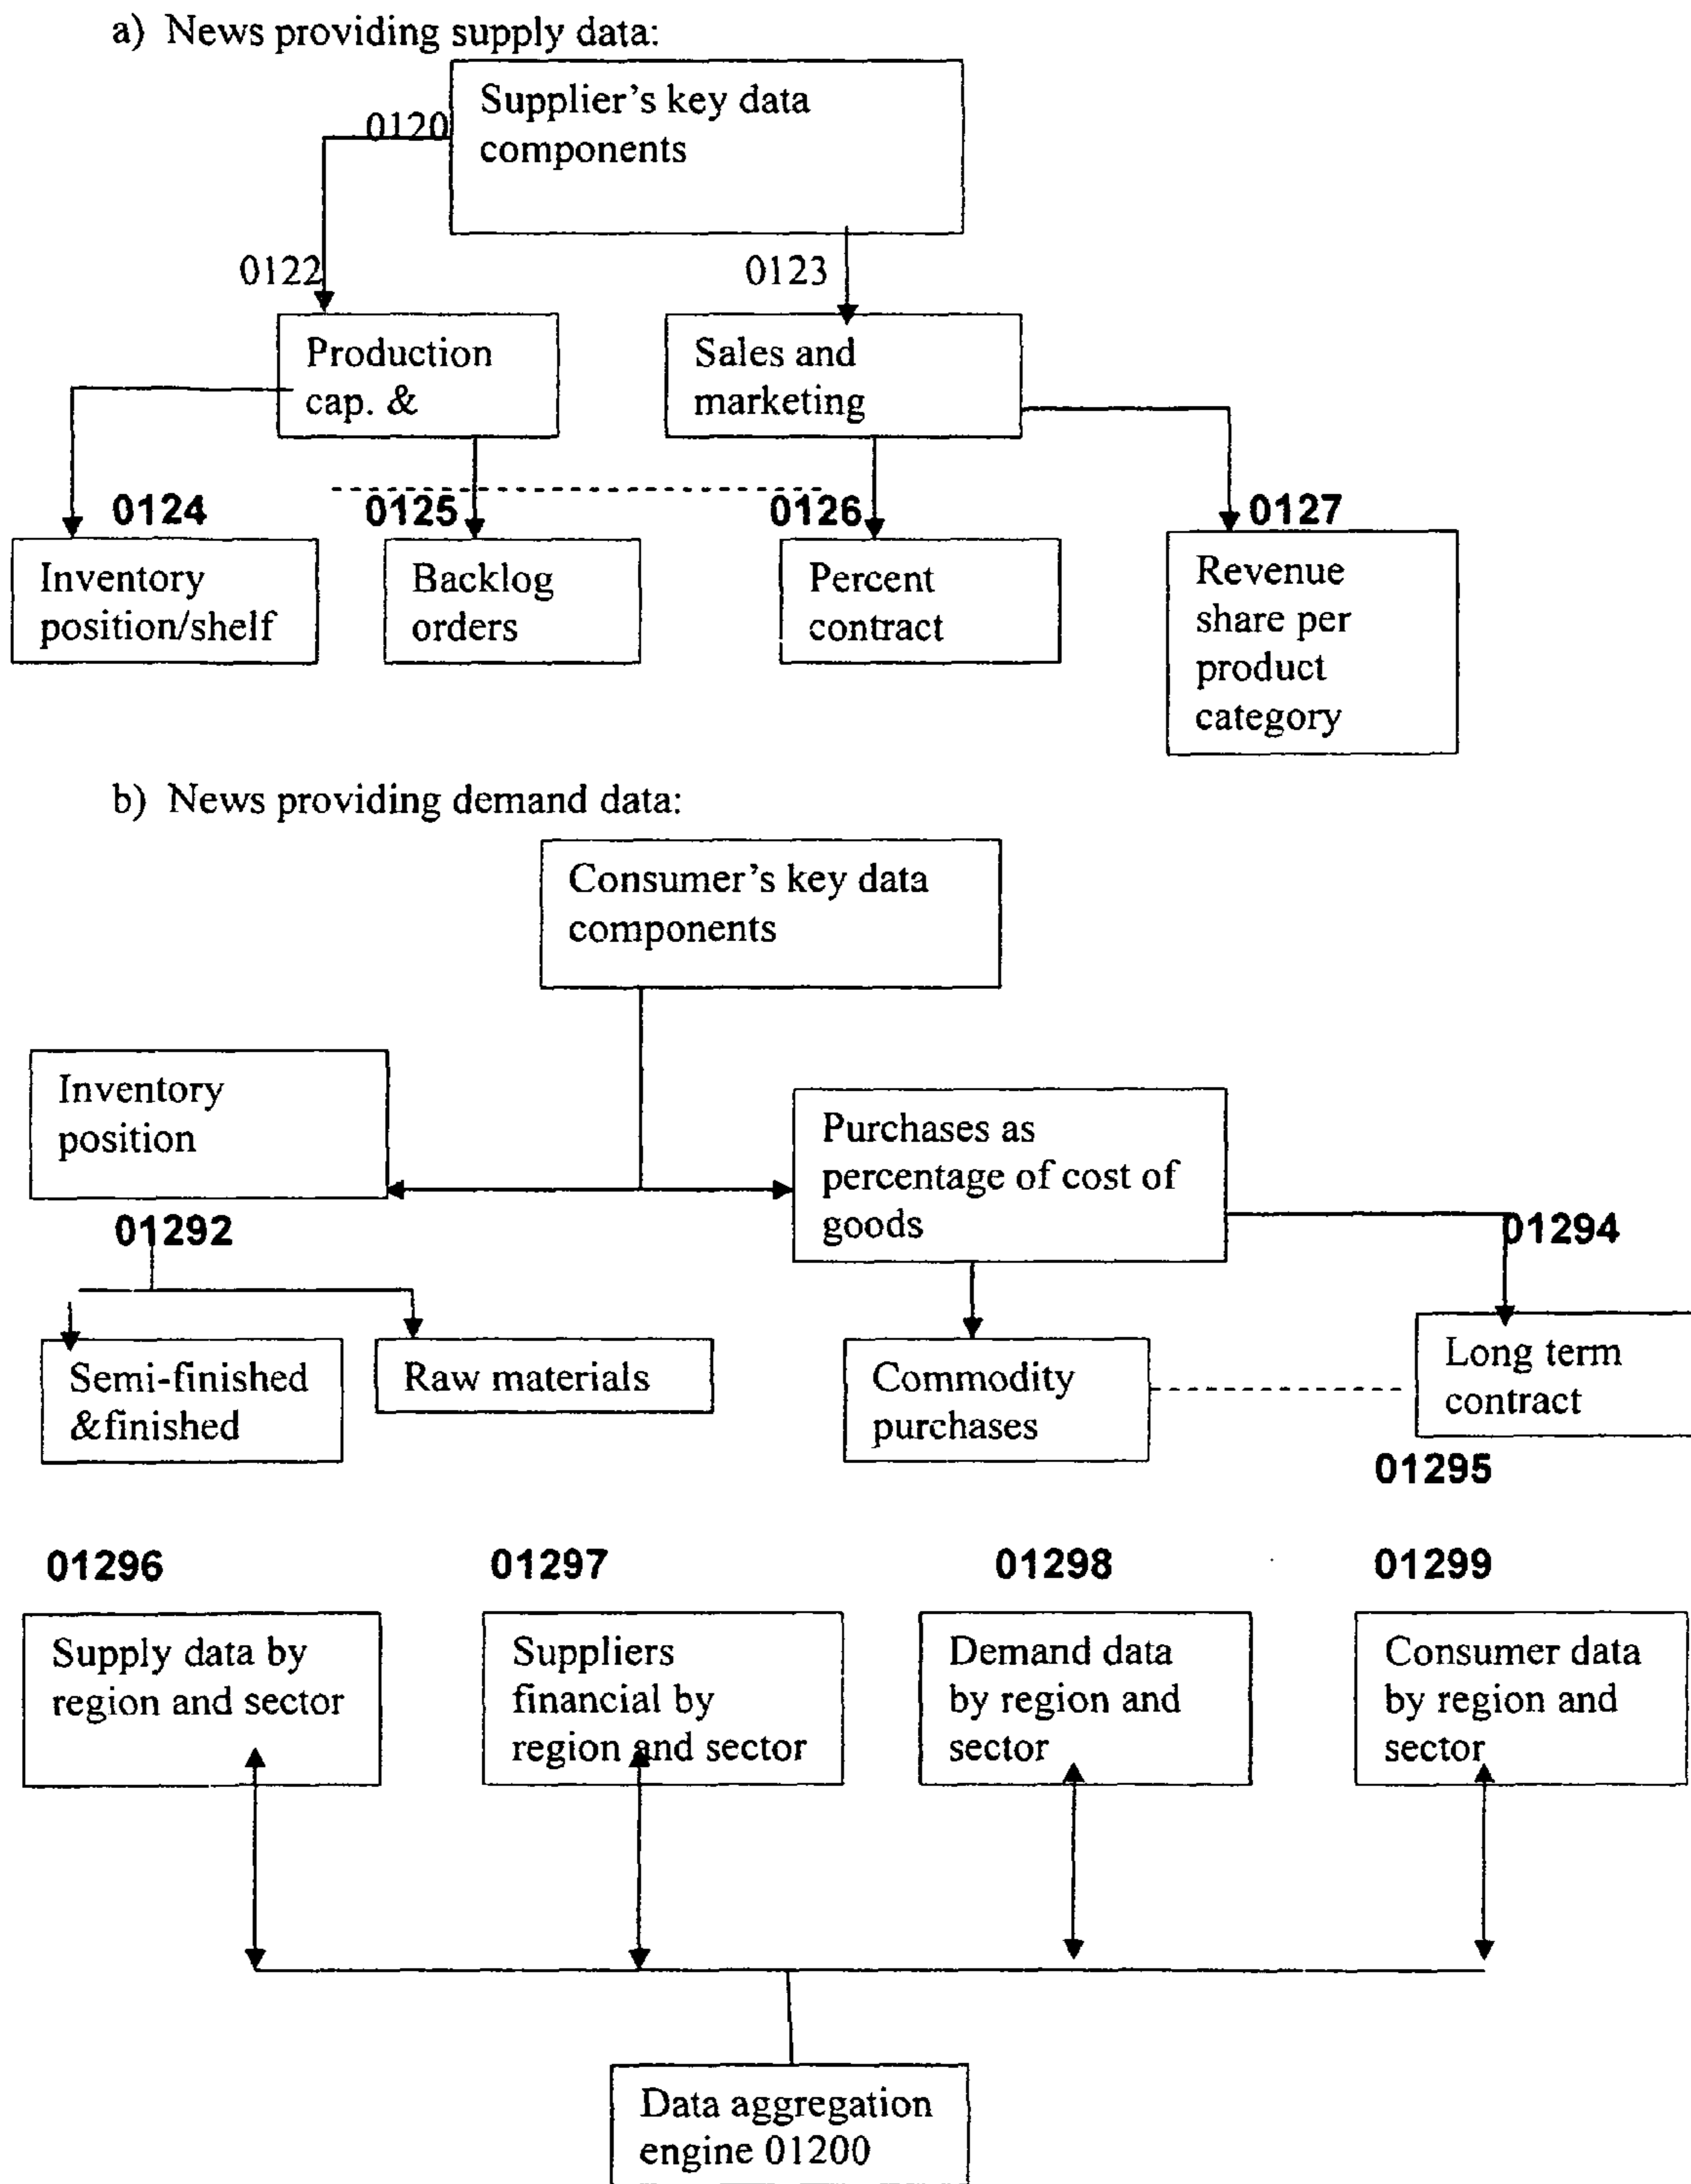 a) News providing supply data:
Supplier's key data
components
0120
0122
0123
Production
cap. &
Sales and
marketing
0124
0125
0126
0127
Inventory
position/shelf
Backlog
orders
Percent
contract
Revenue
share per
product
category
b) News providing demand data:
Consumer's key data
components
Inventory
position
Purchases as
percentage of cost of
goods
01292
01294
Semi-finished
&finished
Raw materials
Commodity
purchases
Long term
contract
01295
01296
01297
01298
01299
Supply data by
region and sector
Suppliers
financial by
region and sector
Demand data
by region and
sector
Consumer data
by region and
sector
Data aggregation
engine 01200